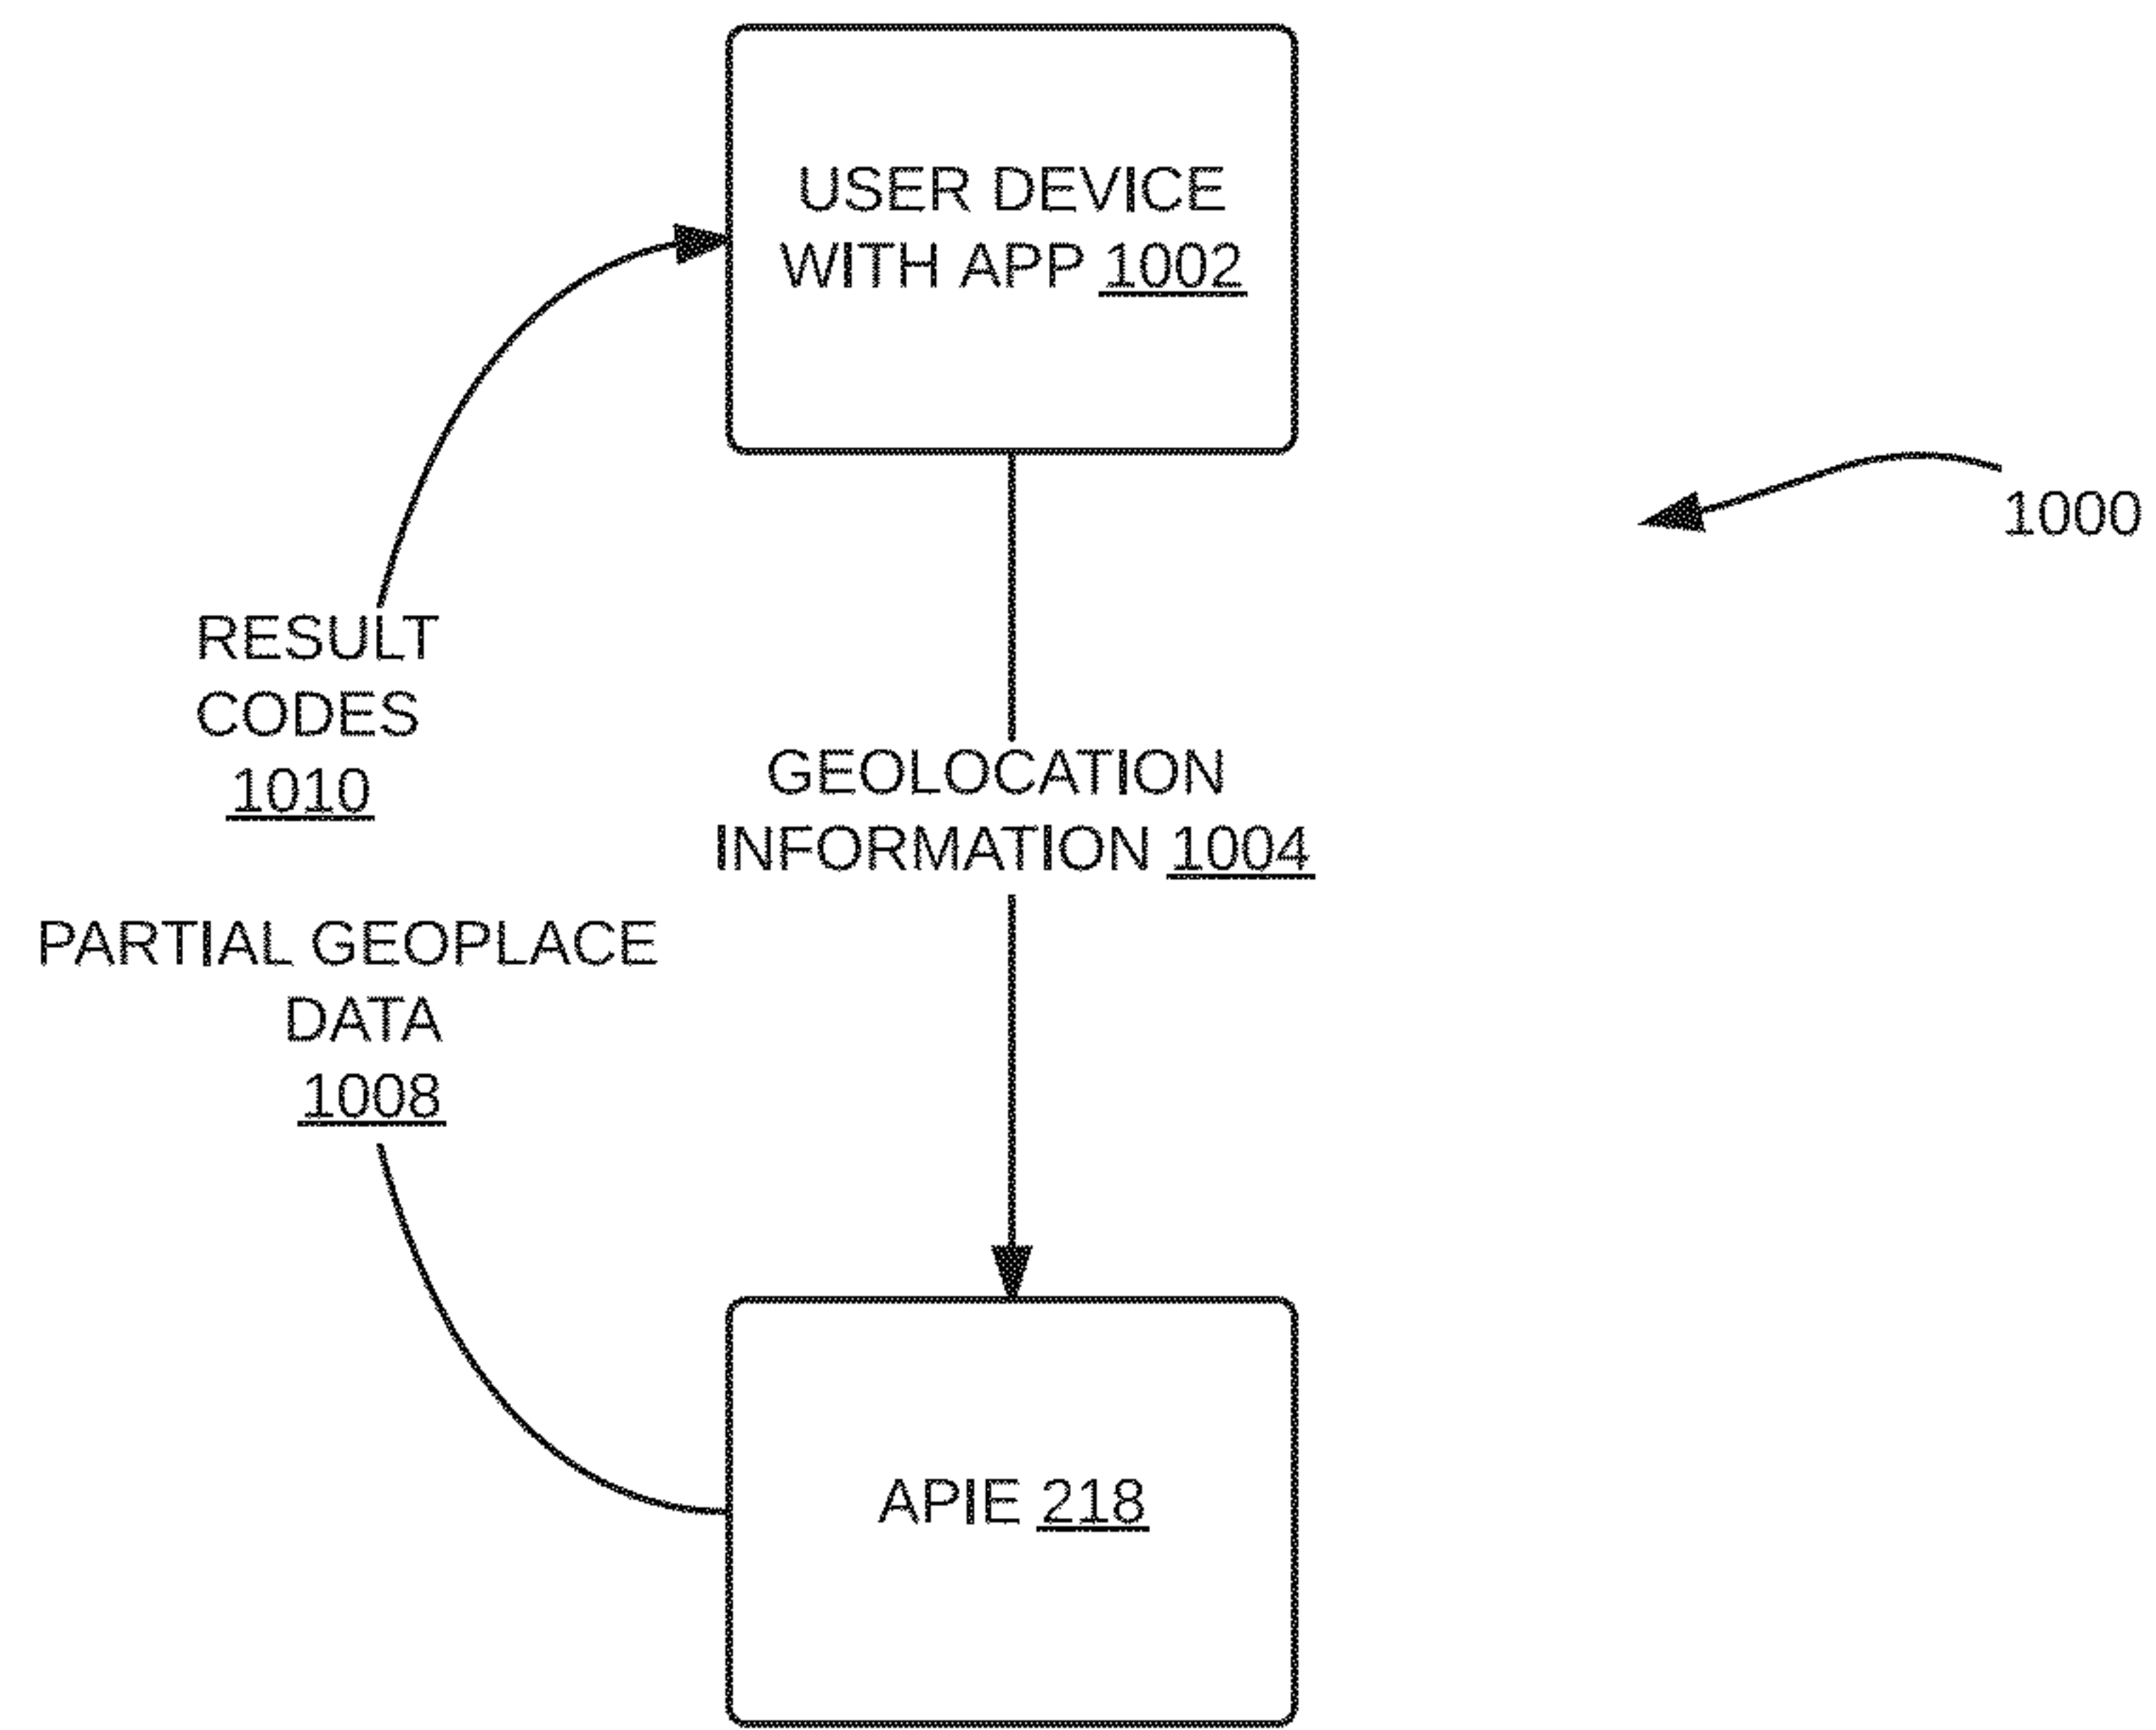 USER DEVICE
WITH APP 1002
1000
RESULT
CODES
1010
GEOLOCATION
INFORMATION 1004
PARTIAL GEOPLACE
DATA
1008
APIE 218